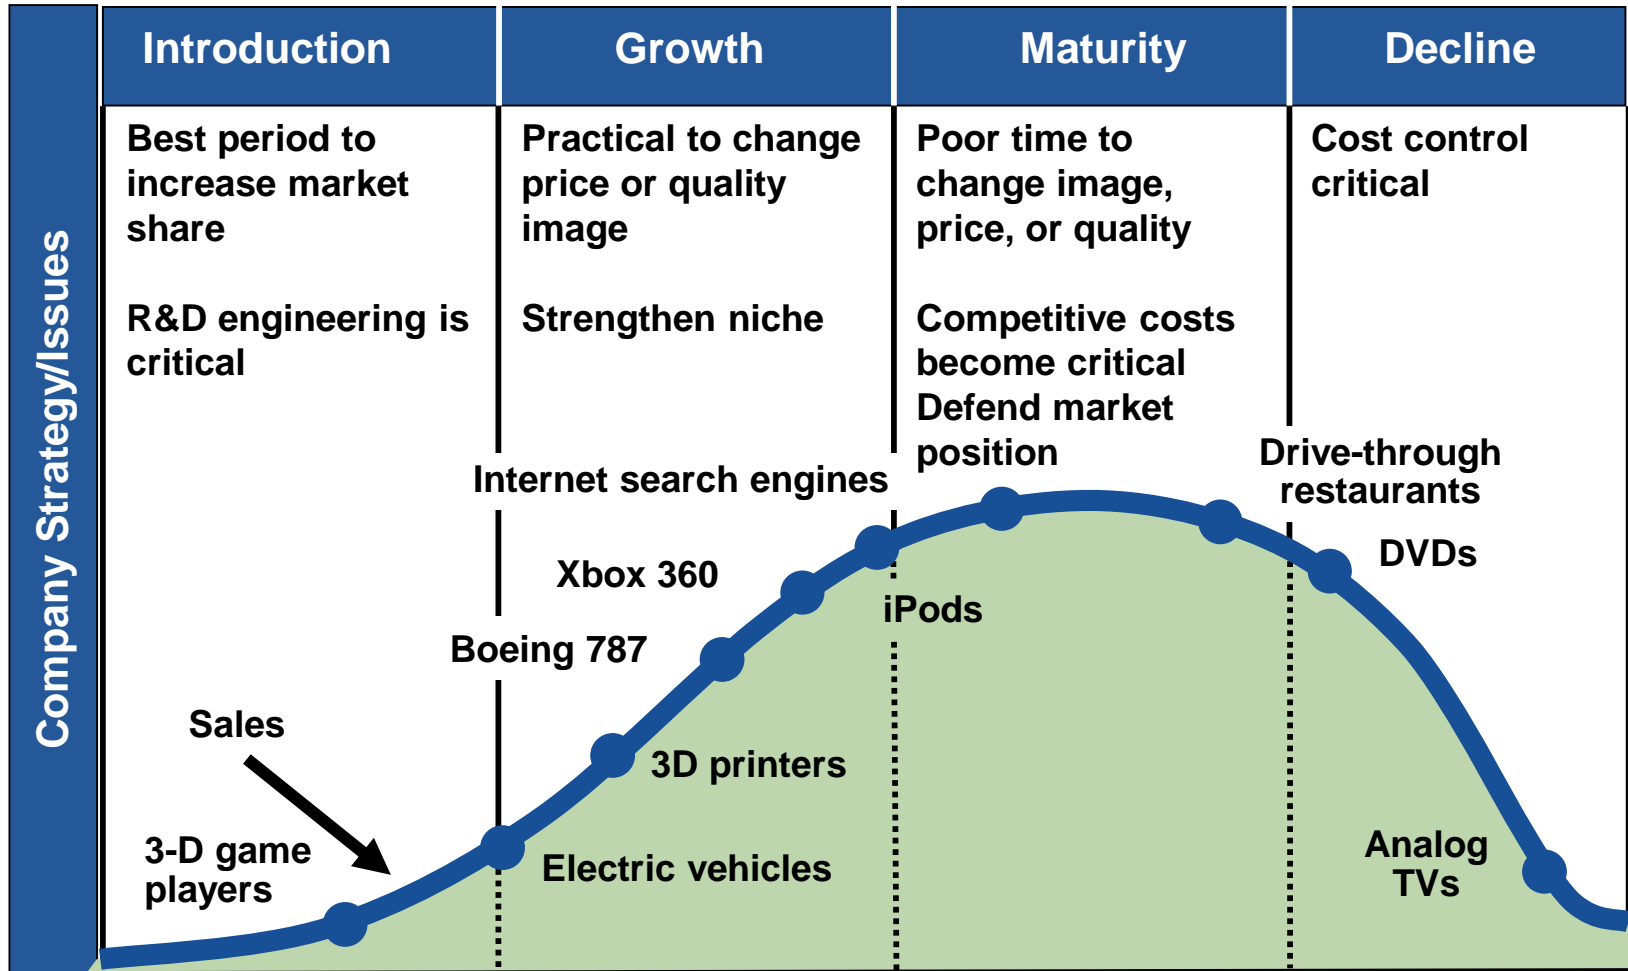 Introduction
Growth
Maturity
Decline
Company Strategy/Issues
Best period to
increase market
share
R&D engineering is
critical
Practical to change
price or quality
image
Strengthen niche
Poor time to
change image,
price, or quality
Competitive costs
become critical
Defend market
position
Cost control
critical
Internet search engines
Drive-through
restaurants
Xbox 360
DVDs
iPods
Boeing 787
Sales
3D printers
3-D game
players
Electric vehicles
Analog
TVs